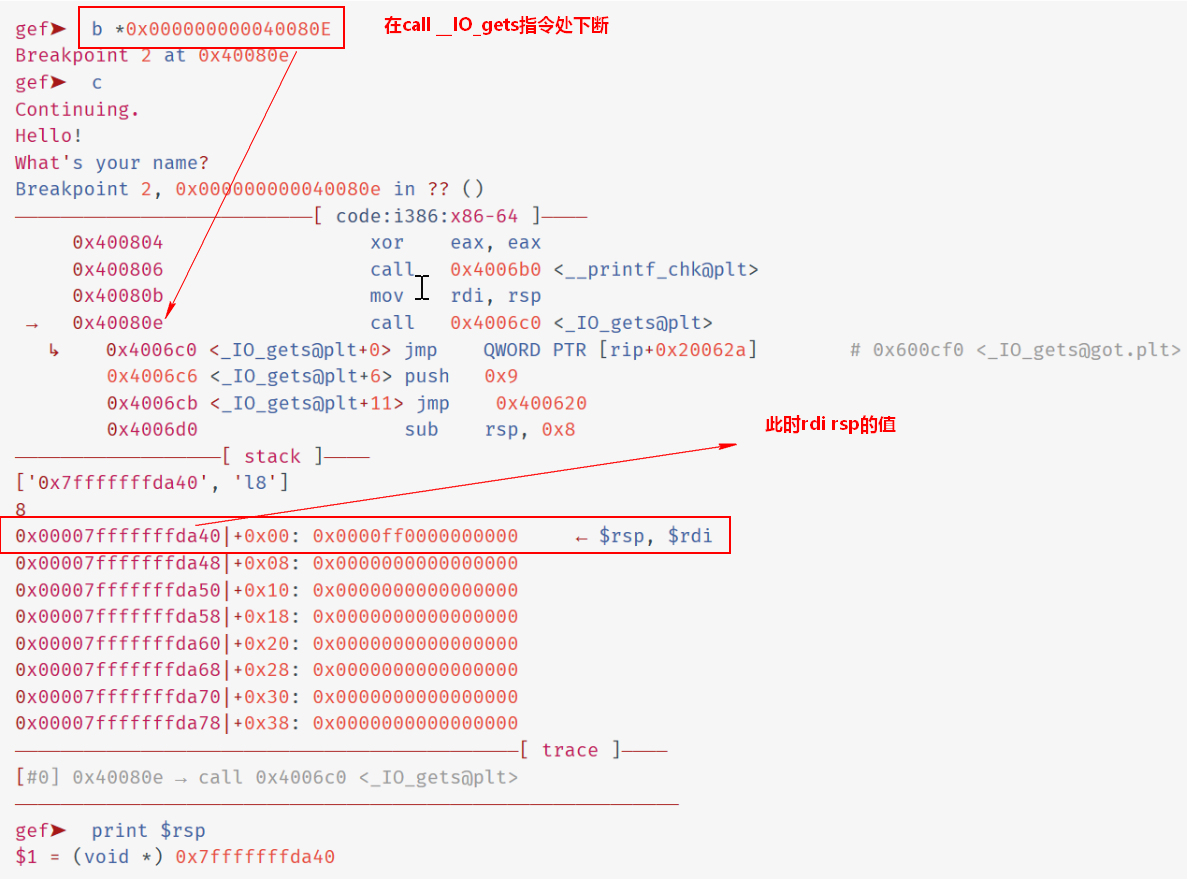 gef➤ b *0x000000000040080E
在call __IO_gets指令处下断
Breakpoint 2 at 0x40080e
gef➤ c
Continuing.
Hello!
What's your name?
Breakpoint 2, 0x000000000040080e in ?? ()
[ code:i386:x86-64 ]
0x400804 xor eax, eax
0x400806 call 0x4006b0 <__printf_chk@plt>
0x40080b mov rdi, rsp
→ 0x40080e call 0x4006c0 <_IO_gets@plt>
↳ 0x4006c0 <_IO_gets@plt+0> jmp QWORD PTR [rip+0x20062a] # 0x600cf0 <_IO_gets@got.plt>
0x4006c6 <_IO_gets@plt+6> push 0x9
0x4006cb <_IO_gets@plt+11> jmp 0x400620
0x4006d0 sub rsp, 0x8
此时rdi rsp的值
[ stack ]
['0x7fffffffda40', 'l8']
8
0x00007fffffffda40|+0x00: 0x0000ff0000000000 ← $rsp, $rdi
0x00007fffffffda48|+0x08: 0x0000000000000000
0x00007fffffffda50|+0x10: 0x0000000000000000
0x00007fffffffda58|+0x18: 0x0000000000000000
0x00007fffffffda60|+0x20: 0x0000000000000000
0x00007fffffffda68|+0x28: 0x0000000000000000
0x00007fffffffda70|+0x30: 0x0000000000000000
0x00007fffffffda78|+0x38: 0x0000000000000000
[ trace ]
[#0] 0x40080e → call 0x4006c0 <_IO_gets@plt>
gef➤ print $rsp
$1 = (void *) 0x7fffffffda40